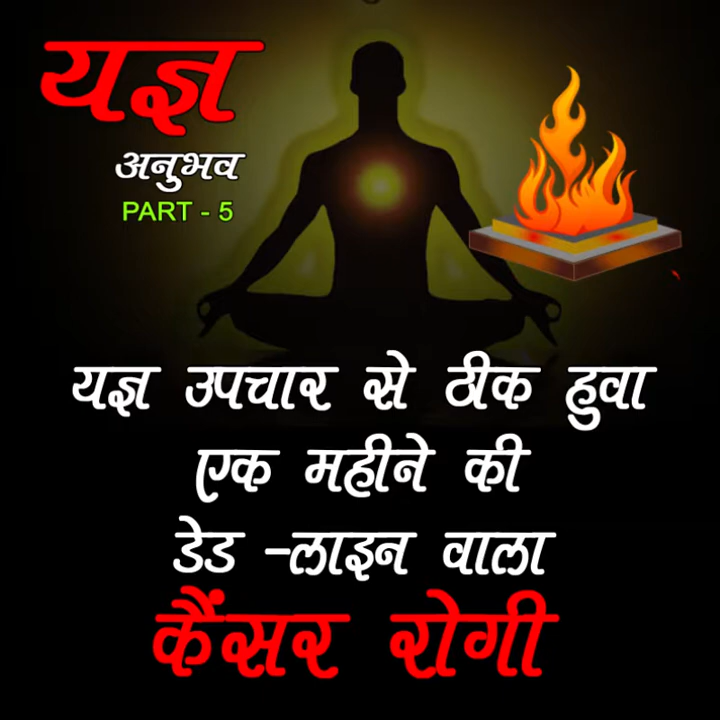 यज्ञ
अनुभव
PART - 5
यज्ञ उपचार से ठीक हुवा
एक महीने की
डेड -लाइन वाला
कैंसर रोगी